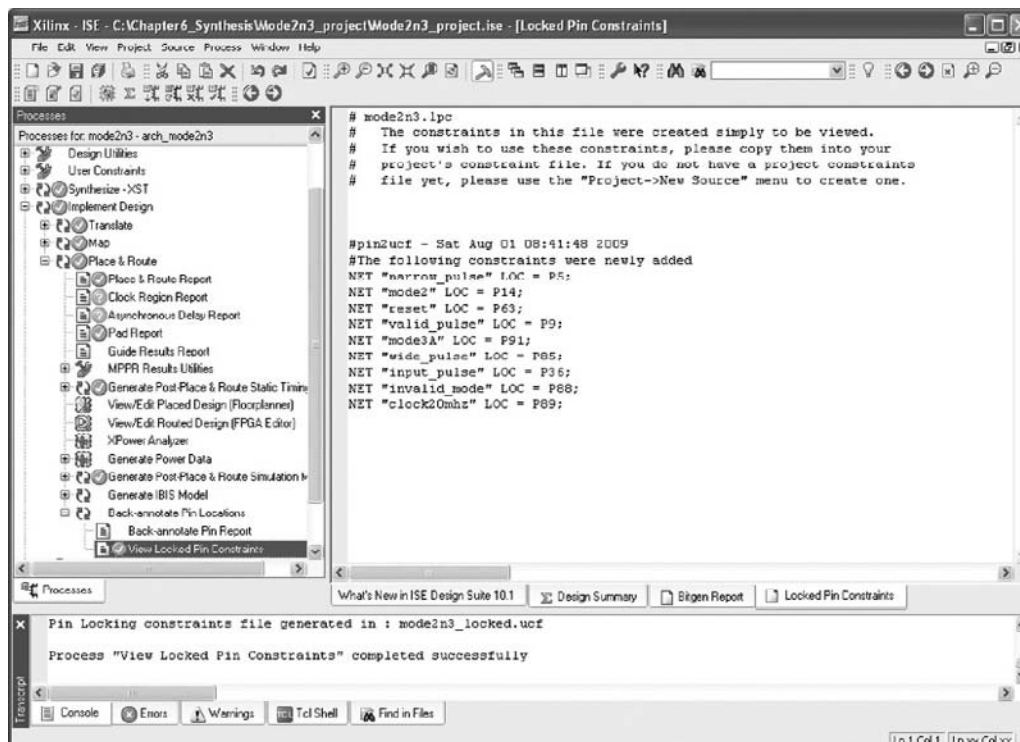 Xilinx - ISE - C:\Chapter6_Synthesis\Mode2n3_project\Mode2n3_project.ise - [Locked Pin Constraints]
File Edit View Project Source Process Window Help
Processes
Processes for: mode2n3 - arch_mode2n3
Design Utilities
User Constraints
Synthesize - XST
Implement Design
Translate
Map
Place & Route
Place & Route Report
Clock Region Report
Asynchronous Delay Report
Pad Report
Guide Results Report
MPPR Results Utilities
Generate Post-Place & Route Static Timing
View/Edit Placed Design (Floorplanner)
View/Edit Routed Design (FPGA Editor)
XPower Analyzer
Generate Power Data
Generate Post-Place & Route Simulation M
Generate IBIS Model
Back-annotate Pin Locations
Back-annotate Pin Report
View Locked Pin Constraints
Processes
# mode2n3.lpc
# The constraints in this file were created simply to be viewed.
# If you wish to use these constraints, please copy them into your
# project's constraint file. If you do not have a project constraints
# file yet, please use the "Project->New Source" menu to create one.
#pin2ucf - Sat Aug 01 08:41:48 2009
#The following constraints were newly added
NET "narrow_pulse" LOC = P5;
NET "mode2" LOC = P14;
NET "reset" LOC = P63;
NET "valid_pulse" LOC = P9;
NET "mode3A" LOC = P91;
NET "wide_pulse" LOC = P85;
NET "input_pulse" LOC = P36;
NET "invalid_mode" LOC = P88;
NET "clock20mhz" LOC = P89;
What's New in ISE Design Suite 10.1 Design Summary Bitgen Report Locked Pin Constraints
Pin Locking constraints file generated in : mode2n3_locked.ucf
Process "View Locked Pin Constraints" completed successfully
Transcript
Console Errors Warnings Tcl Shell Find in Files
Ln 1 Col 1